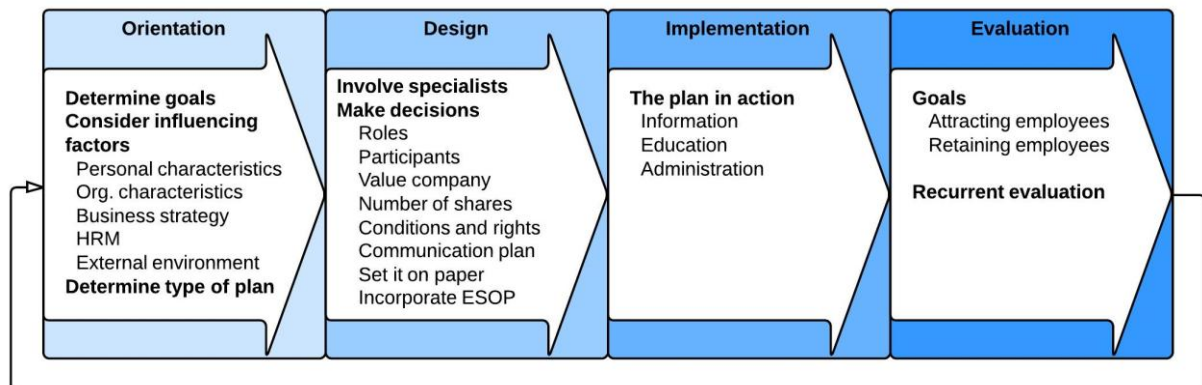 Orientation
Determine goals
Consider influencing
factors
Personal characteristics
Org. characteristics
Business strategy
HRM
External environment
Determine type of plan
Design
Involve specialists
Make decisions
Roles
Participants
Value company
Number of shares
Conditions and rights
Communication plan
Set it on paper
Incorporate ESOP
Implementation
The plan in action
Information
Education
Administration
Evaluation
Goals
Attracting employees
Retaining employees
Recurrent evaluation